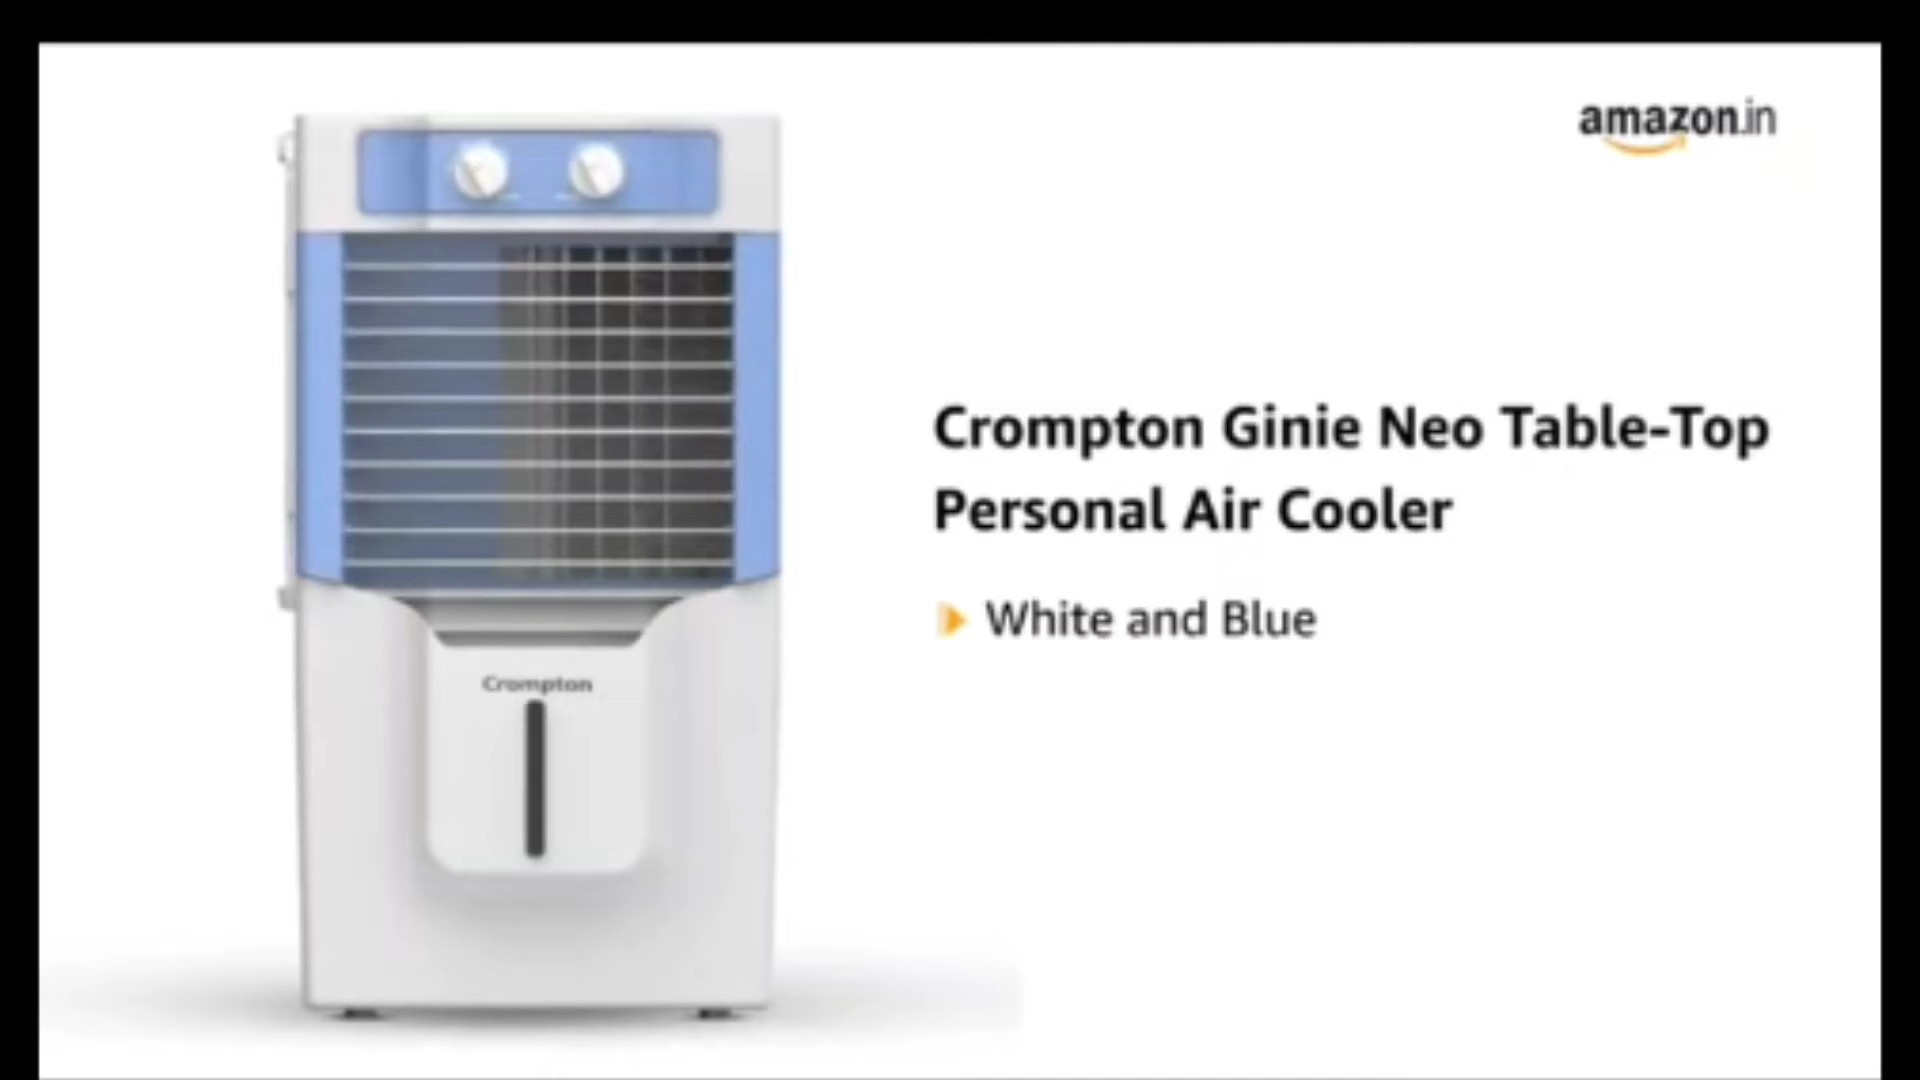 amazon.in
Crompton Ginie Neo Table-Top
Personal Air Cooler
White and Blue
Crompton